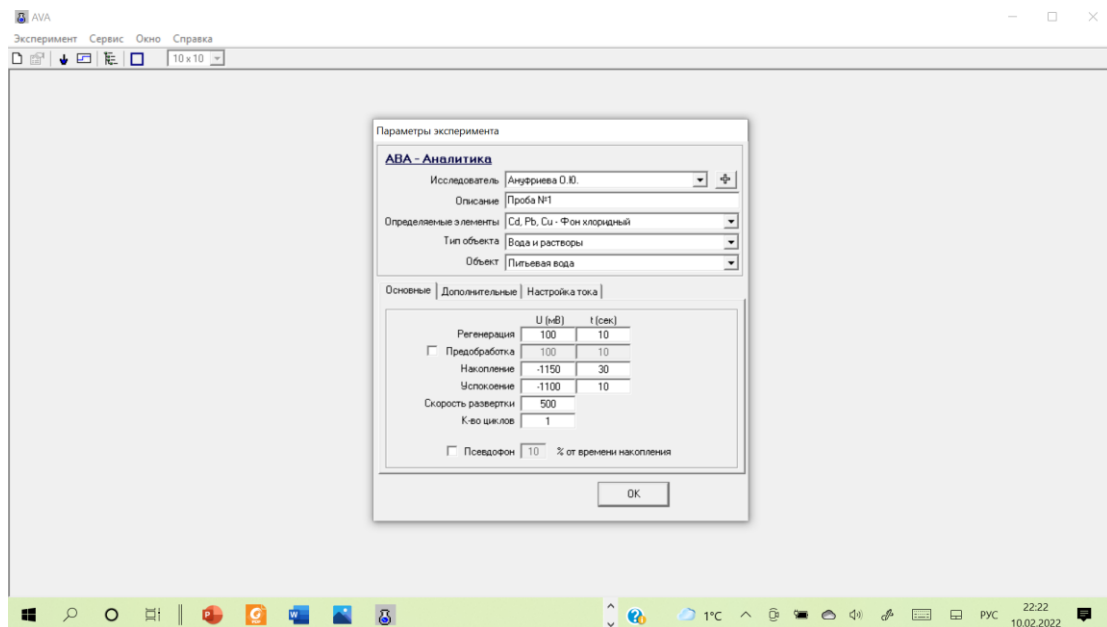 AVA
Эксперимент Сервис Окно Справка
10 x 10
Параметры эксперимента
АВА - Аналитика
Исследователь Ануфриева О.Ю.
Описание Проба №1
Определяемые элементы Cd, Pb, Cu - Фон хлоридный
Тип объекта Вода и растворы
Объект Питьевая вода
Основные Дополнительные Настройка тока
U (мВ) t (сек)
Регенерация 100 10
Предобработка 100 10
Накопление -1150 30
Успокоение -1100 10
Скорость развертки 500
К-во циклов 1
Псевдофон 10 % от времени накопления
OK
1°C РУС 22:22
10.02.2022